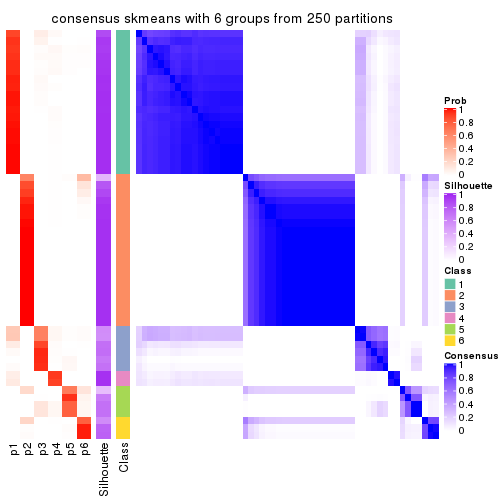 consensus skmeans with 6 groups from 250 partitions
Prob
1
0.8
0.6
0.4
0.2
0
Silhouette
1
0.8
0.6
0.4
0.2
0
Class
1
2
3
4
5
6
Consensus
1
0.8
0.6
0.4
0.2
0
p1
p2
p3
p4
p5
p6
Silhouette
Class